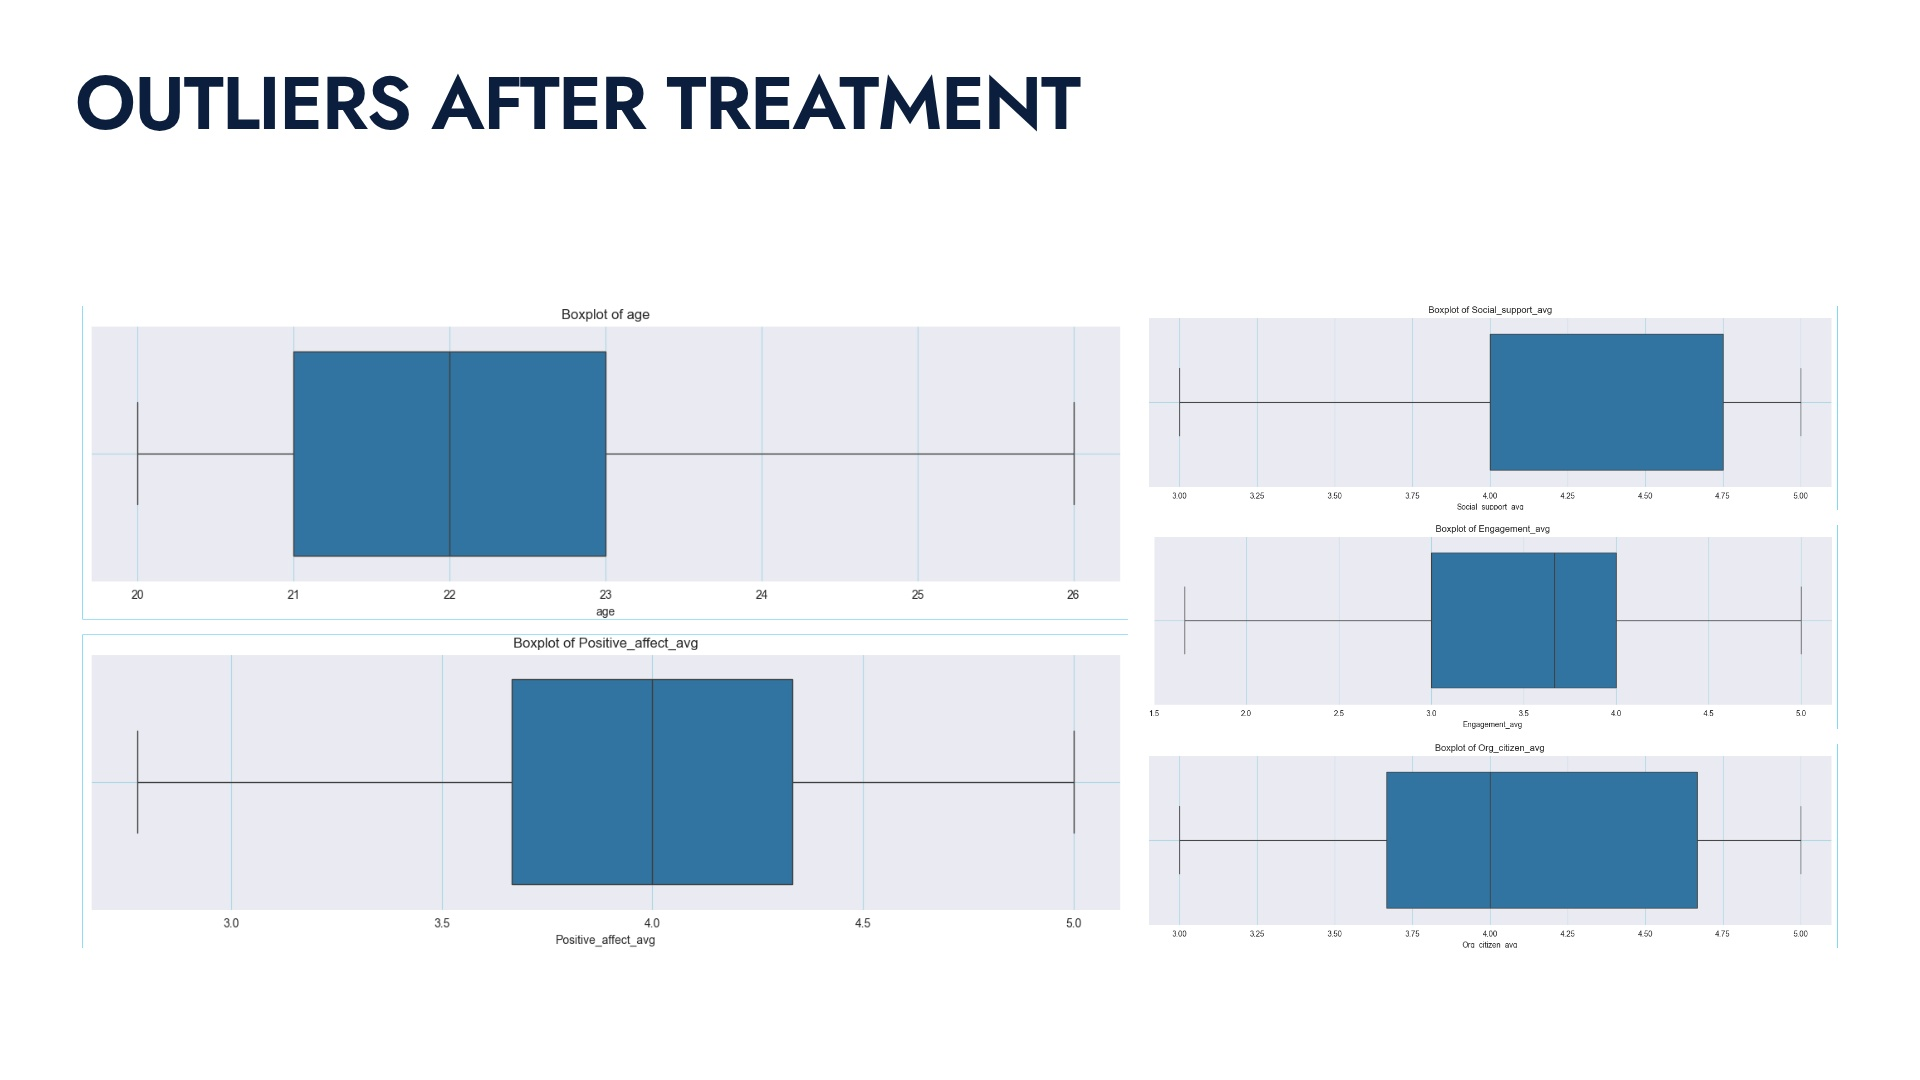 OUTLIERS AFTER TREATMENT
Boxplot of age
20 21 22 23 24 25 26
age
Boxplot of Positive_affect_avg
3.0 3.5 4.0 4.5 5.0
Positive_affect_avg
Boxplot of Social_support_avg
3.00 3.25 3.50 3.75 4.00 4.25 4.50 4.75 5.00
Social_support_avg
Boxplot of Engagement_avg
1.5 2.0 2.5 3.0 3.5 4.0 4.5 5.0
Engagement_avg
Boxplot of Org_citizen_avg
3.00 3.25 3.50 3.75 4.00 4.25 4.50 4.75 5.00
Org_citizen_avg